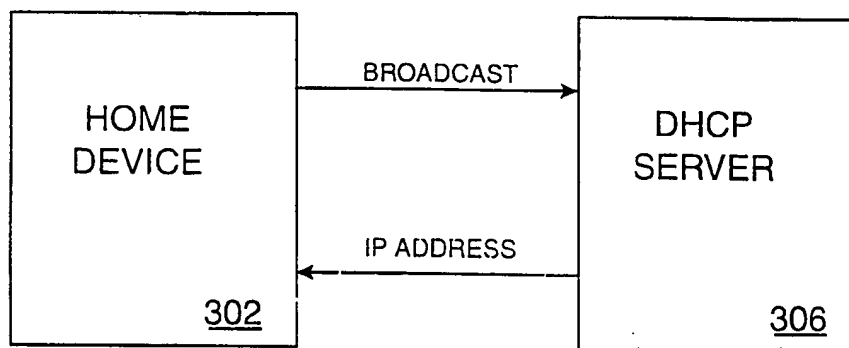 HOME
DEVICE
302
BROADCAST
IP ADDRESS
DHCP
SERVER
306